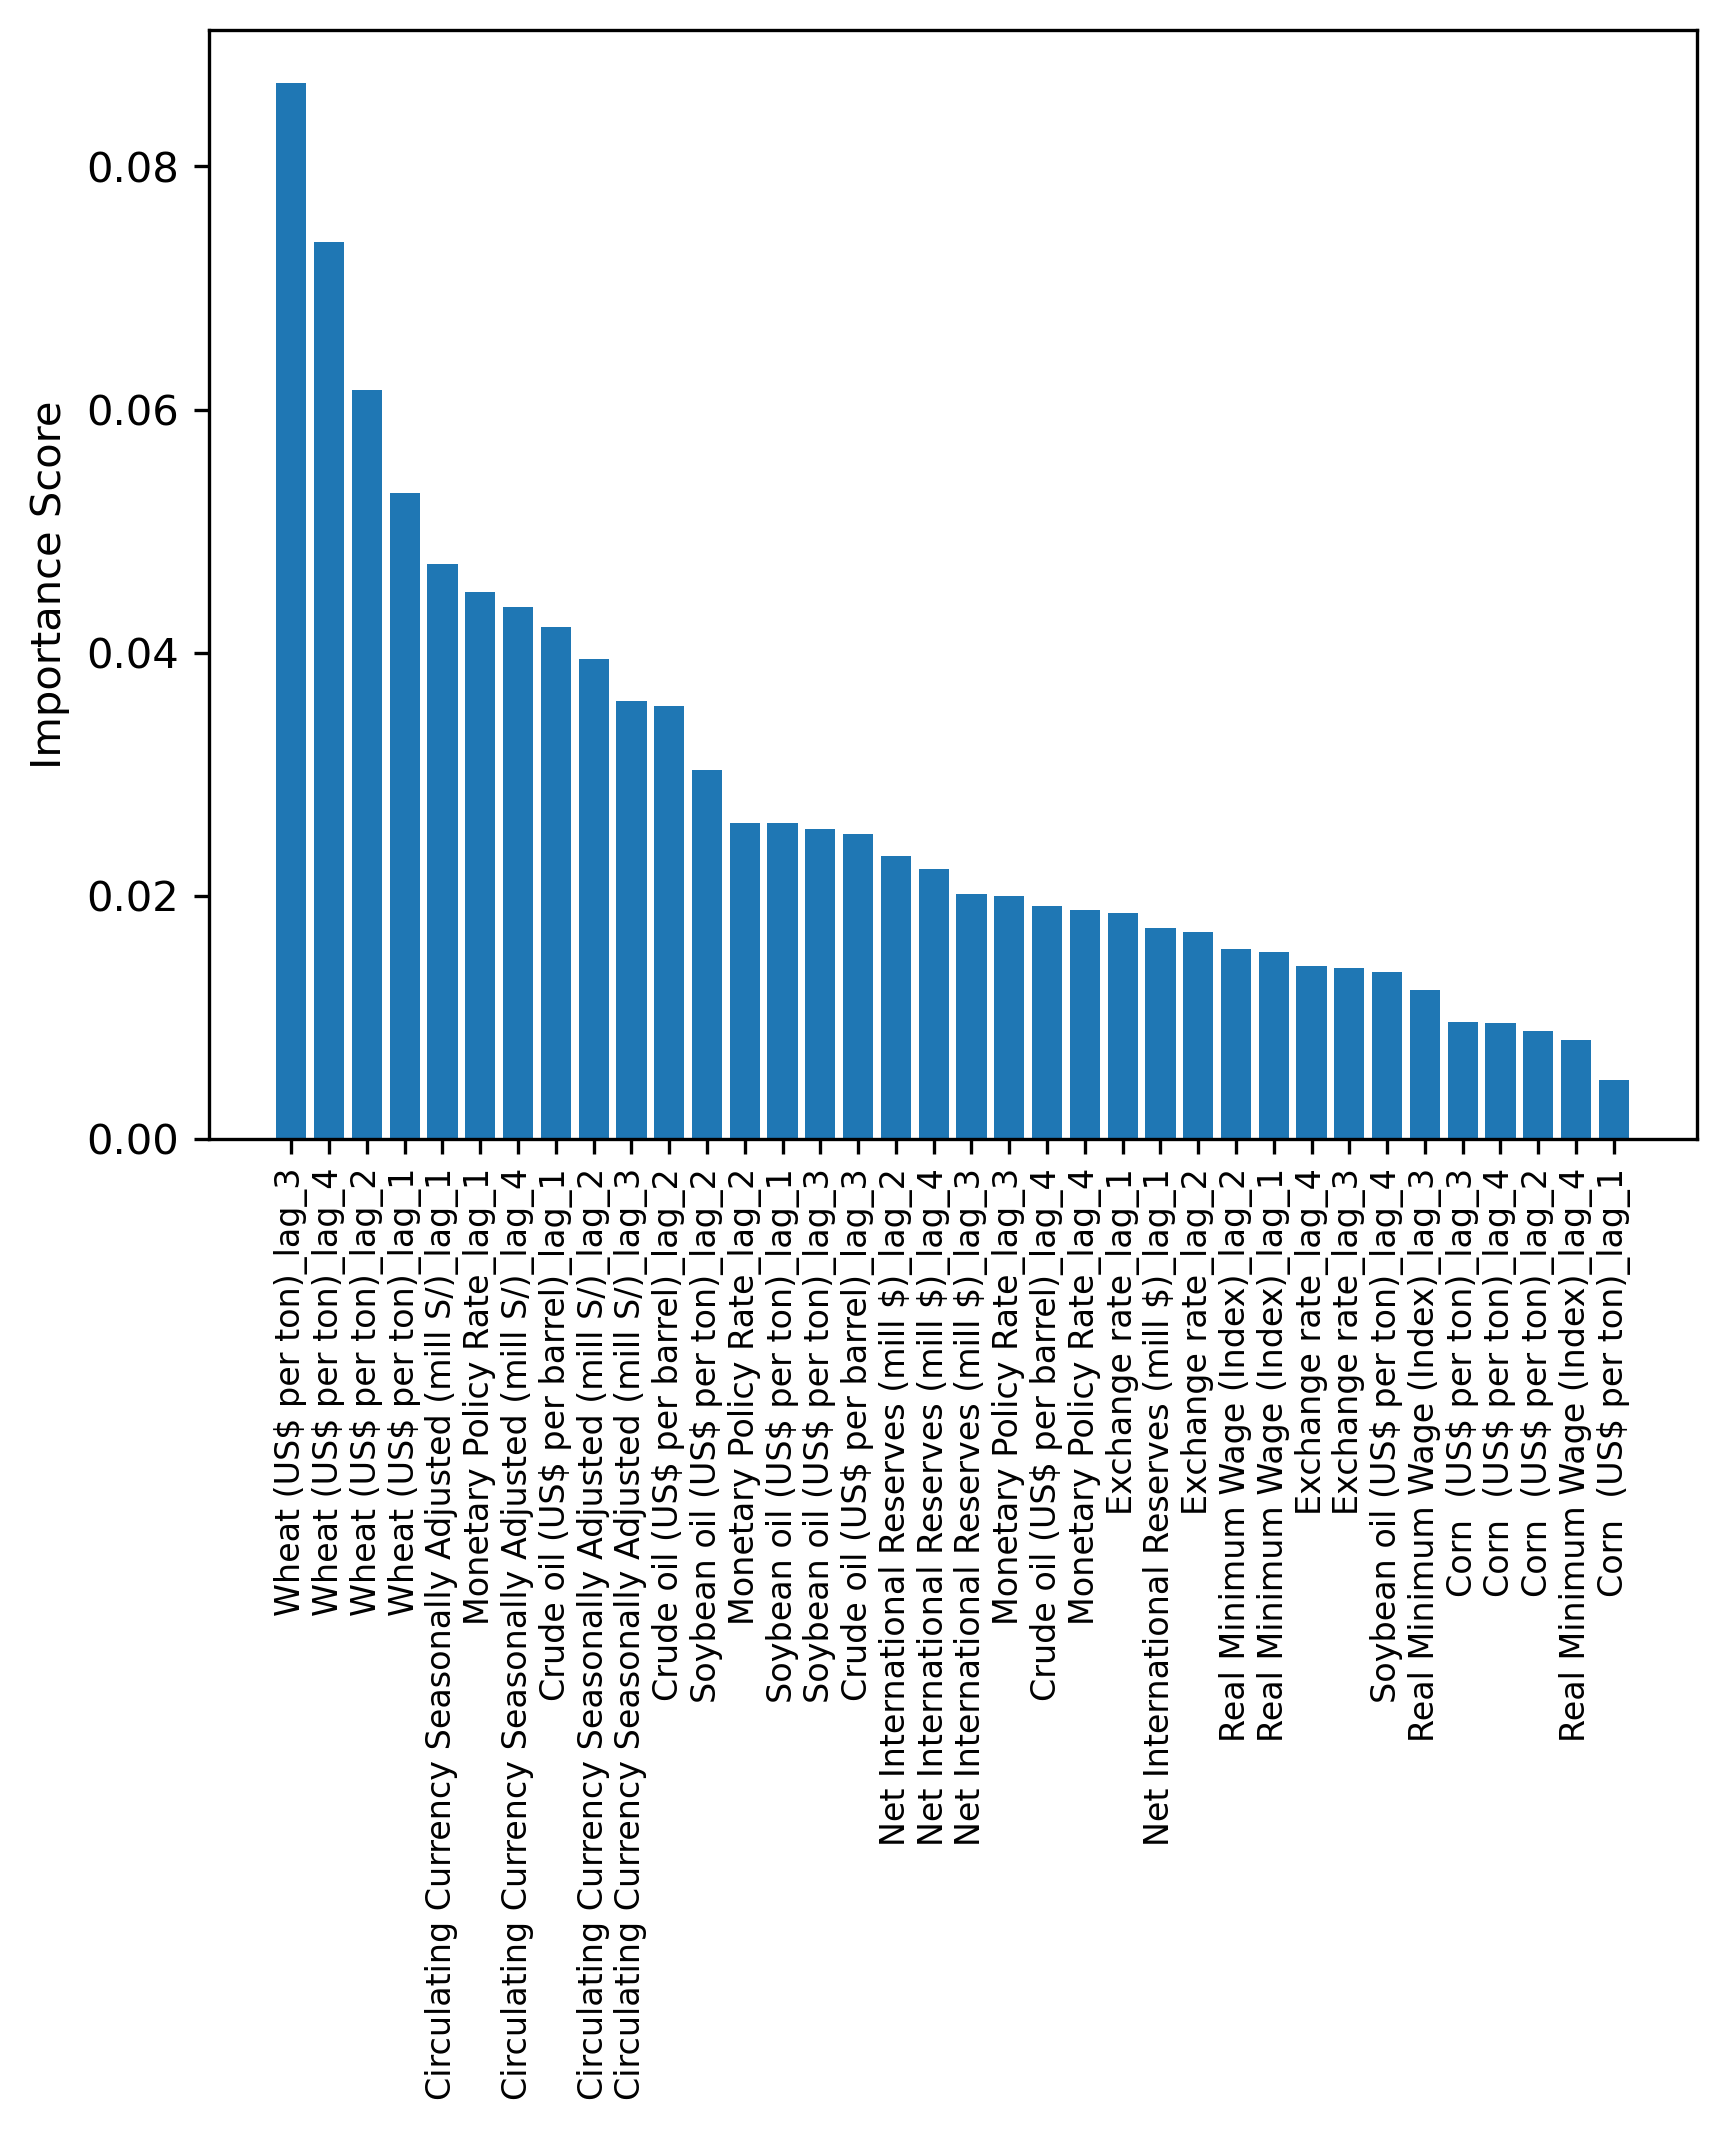 Importance Score
0.08
0.06
0.04
0.02
0.00
Wheat (US$ per ton)_lag_3
Wheat (US$ per ton)_lag_4
Wheat (US$ per ton)_lag_2
Wheat (US$ per ton)_lag_1
Circulating Currency Seasonally Adjusted (mill S/)_lag_1
Monetary Policy Rate_lag_1
Circulating Currency Seasonally Adjusted (mill S/)_lag_4
Crude oil (US$ per barrel)_lag_1
Circulating Currency Seasonally Adjusted (mill S/)_lag_2
Circulating Currency Seasonally Adjusted (mill S/)_lag_3
Crude oil (US$ per barrel)_lag_2
Soybean oil (US$ per ton)_lag_2
Monetary Policy Rate_lag_2
Soybean oil (US$ per ton)_lag_1
Soybean oil (US$ per ton)_lag_3
Crude oil (US$ per barrel)_lag_3
Net International Reserves (mill $)_lag_2
Net International Reserves (mill $)_lag_4
Net International Reserves (mill $)_lag_3
Monetary Policy Rate_lag_3
Crude oil (US$ per barrel)_lag_4
Monetary Policy Rate_lag_4
Exchange rate_lag_1
Net International Reserves (mill $)_lag_1
Exchange rate_lag_2
Real Minimum Wage (Index)_lag_2
Real Minimum Wage (Index)_lag_1
Exchange rate_lag_4
Exchange rate_lag_3
Soybean oil (US$ per ton)_lag_4
Real Minimum Wage (Index)_lag_3
Corn  (US$ per ton)_lag_3
Corn  (US$ per ton)_lag_4
Corn  (US$ per ton)_lag_2
Real Minimum Wage (Index)_lag_4
Corn  (US$ per ton)_lag_1